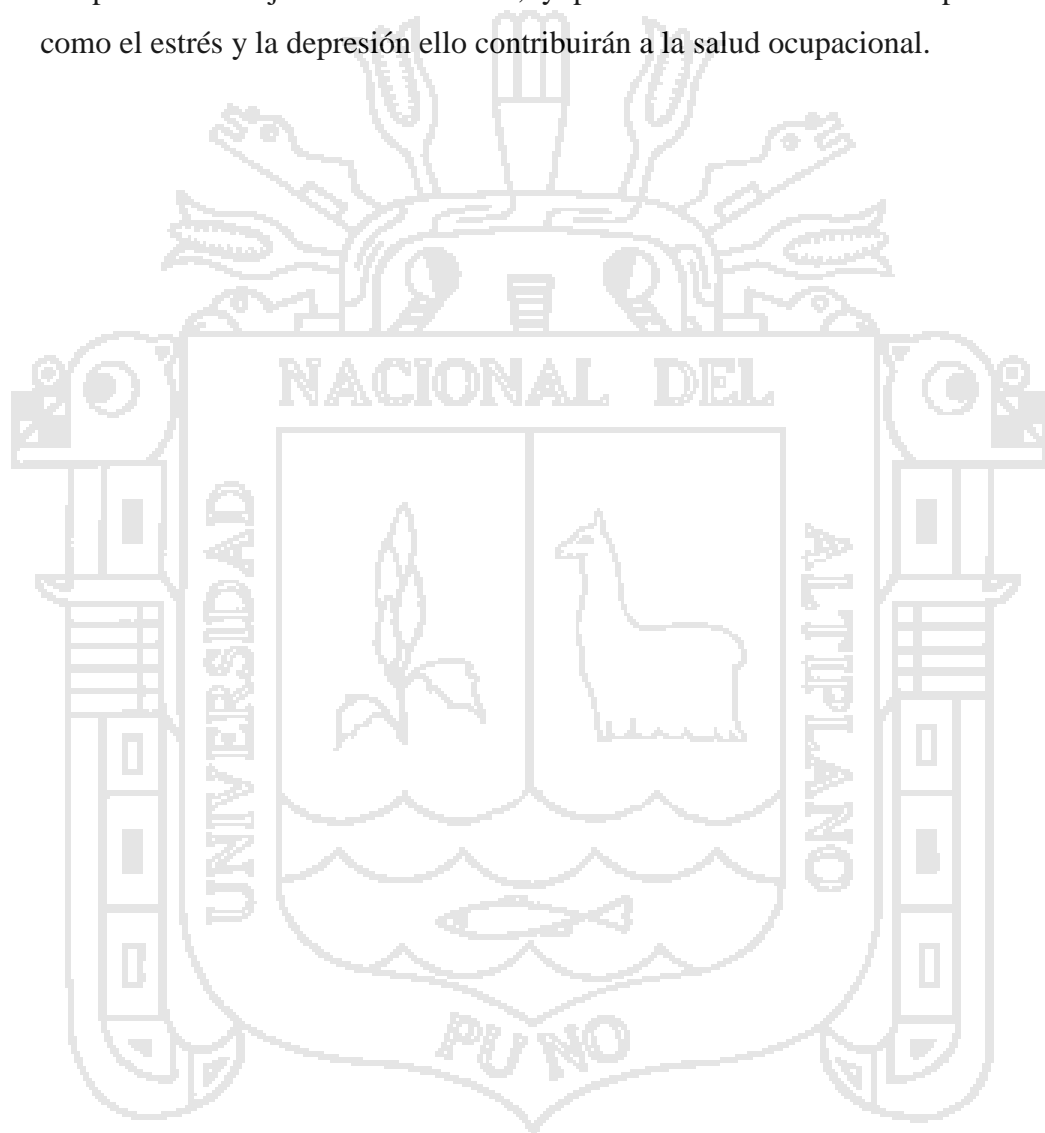 como el estrés y la depresión ello contribuirán a la salud ocupacional.
NACIONAL DEL
UNIVERSIDAD
ALTIPLANO
PUNO